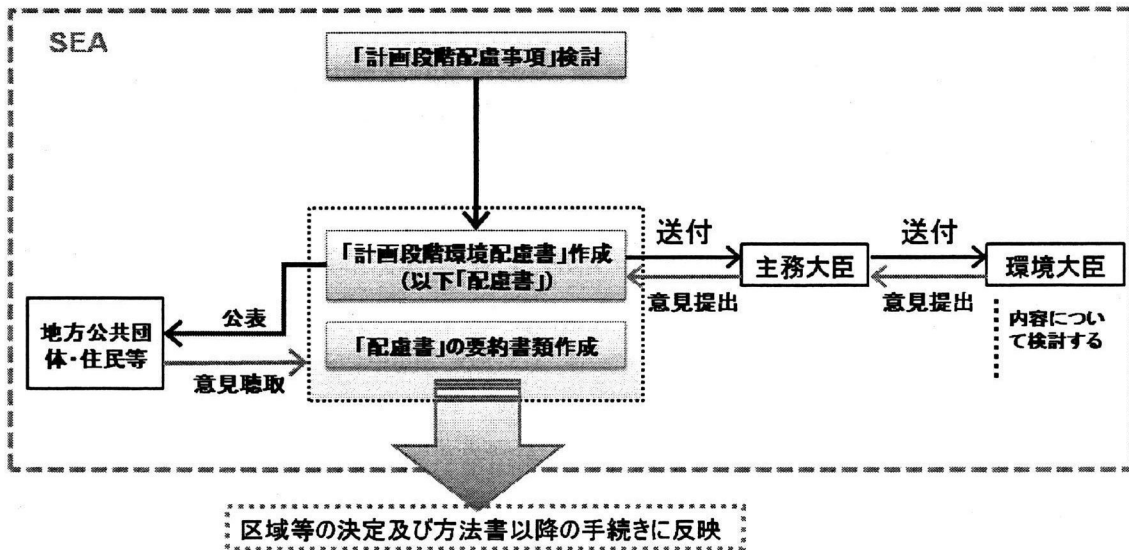 SEA
「計画段階配慮事項」検討
「計画段階環境配慮書」作成
(以下「配慮書」)
送付
主務大臣
送付
環境大臣
意見提出
意見提出
公表
地方公共団
体・住民等
意見聴取
「配慮書」の要約書類作成
内容につい
て検討する
区域等の決定及び方法書以降の手続きに反映